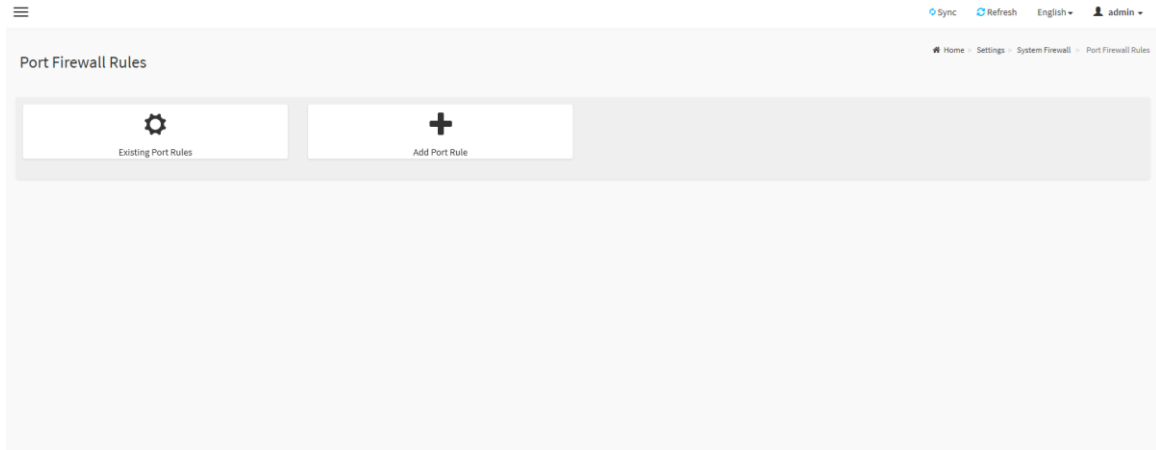 Sync Refresh English admin
Home > Settings > System Firewall > Port Firewall Rules
Port Firewall Rules
Existing Port Rules
Add Port Rule